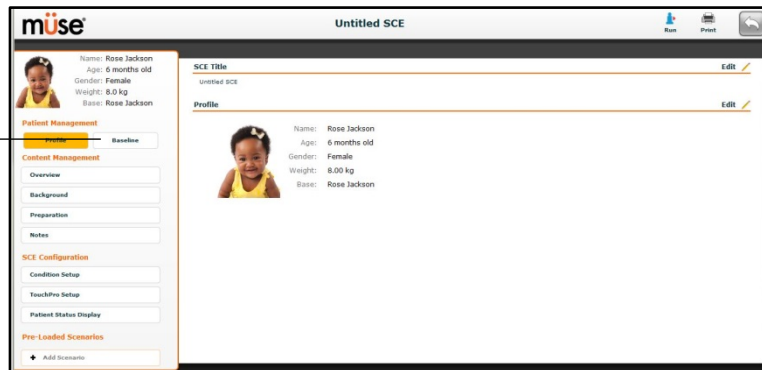 müse
Untitled SCE
Run
Print
Name: Rose Jackson
Age: 6 months old
Gender: Female
Weight: 8.0 kg
Base: Rose Jackson
Patient Management
Profile
Baseline
Content Management
Overview
Background
Preparation
Notes
SCE Configuration
Condition Setup
TouchPro Setup
Patient Status Display
Pre-Loaded Scenarios
+ Add Scenario
SCE Title
Edit
Untitled SCE
Profile
Edit
Name: Rose Jackson
Age: 6 months old
Gender: Female
Weight: 8.00 kg
Base: Rose Jackson